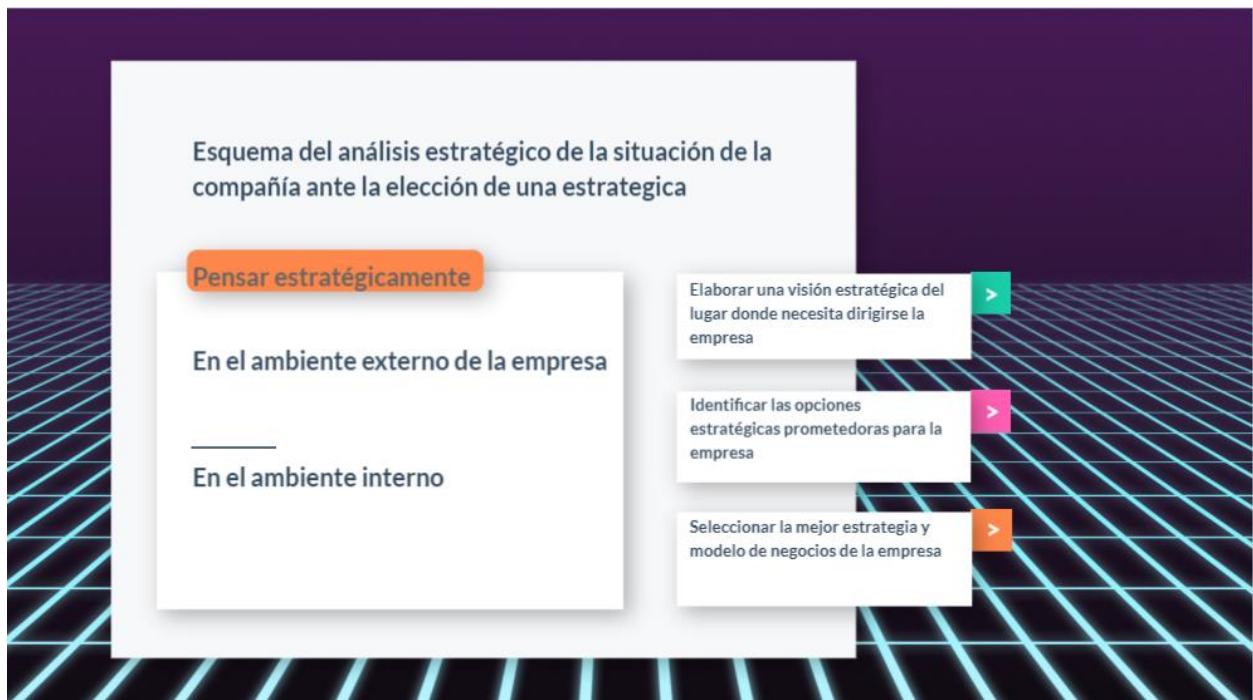 Esquema del análisis estratégico de la situación de la
compañía ante la elección de una estrategica
Pensar estratégicamente
En el ambiente externo de la empresa
En el ambiente interno
Elaborar una visión estratégica del
lugar donde necesita dirigirse la
empresa
>
Identificar las opciones
estratégicas prometedoras para la
empresa
>
Seleccionar la mejor estrategia y
modelo de negocios de la empresa
>